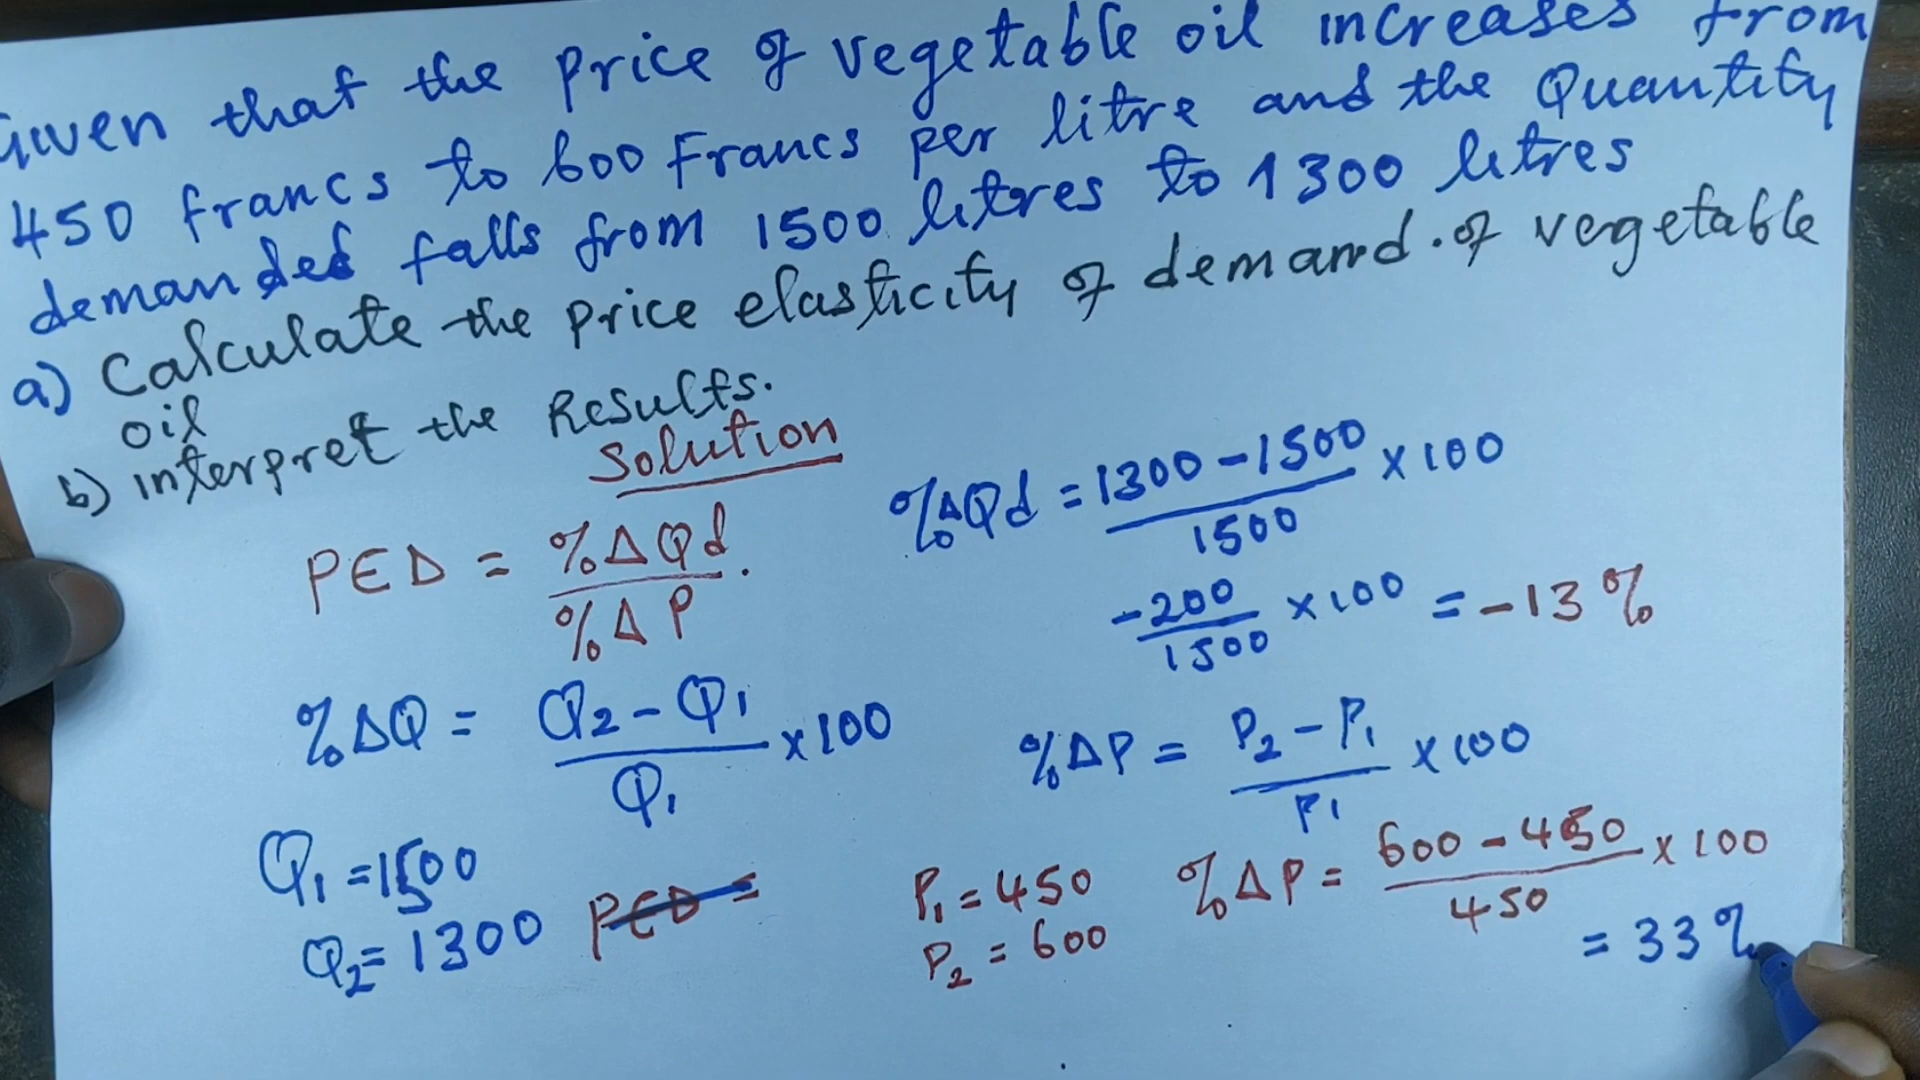 Given that the price of vegetable oil increases from
450 francs to 600 Francs per litre and the Quantity
demanded falls from 1500 litres to 1300 litres
a) Calculate the price elasticity of demand of vegetable
oil
b) interpret the Results.
Solution
PED = %ΔQd / %ΔP.
%ΔQ = Q2 - Q1 / Q1 x 100
Q1 = 1500
Q2 = 1300 PED =
%ΔQd = 1300 - 1500 / 1500 x 100
-200 / 1500 x 100 = -13%
%ΔP = P2 - P1 / P1 x 100
P1 = 450
P2 = 600
%ΔP = 600 - 450 / 450 x 100
= 33%